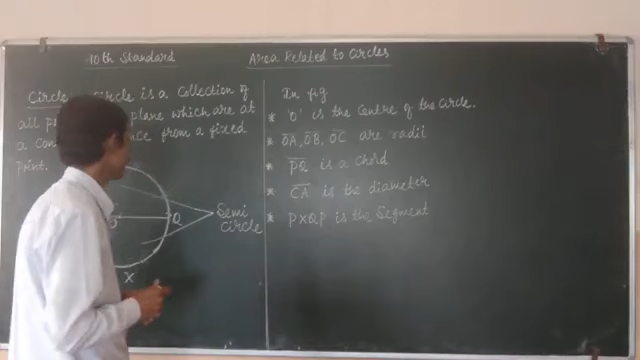 10th Standard
Area Related to Circles
Circle Circle is a Collection of
all plane which are at
a from a fixed
print.
Q
Semi
Circle
X
In fig
* 'O' is the Centre of the Circle.
* OA, OB, OC are radii
* PQ is a Chord
* CA is the diameter
* PXQP is the Segment